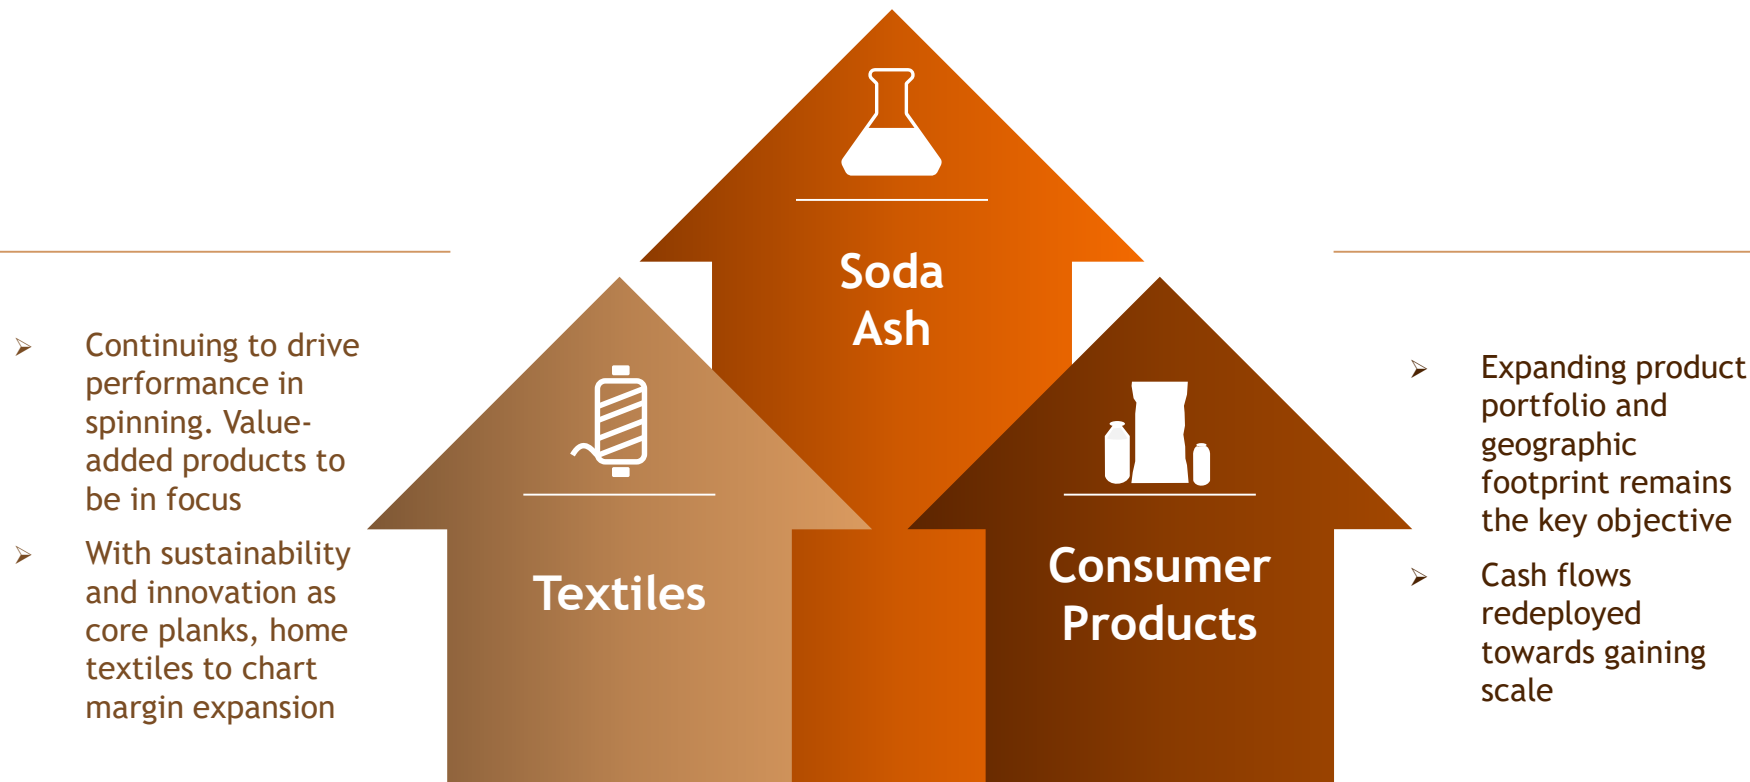 Soda
Ash
➢ Continuing to drive
performance in
spinning. Value-
added products to
be in focus
➢ With sustainability
and innovation as
core planks, home
textiles to chart
margin expansion
Textiles
Consumer
Products
➢ Expanding product
portfolio and
geographic
footprint remains
the key objective
➢ Cash flows
redeployed
towards gaining
scale